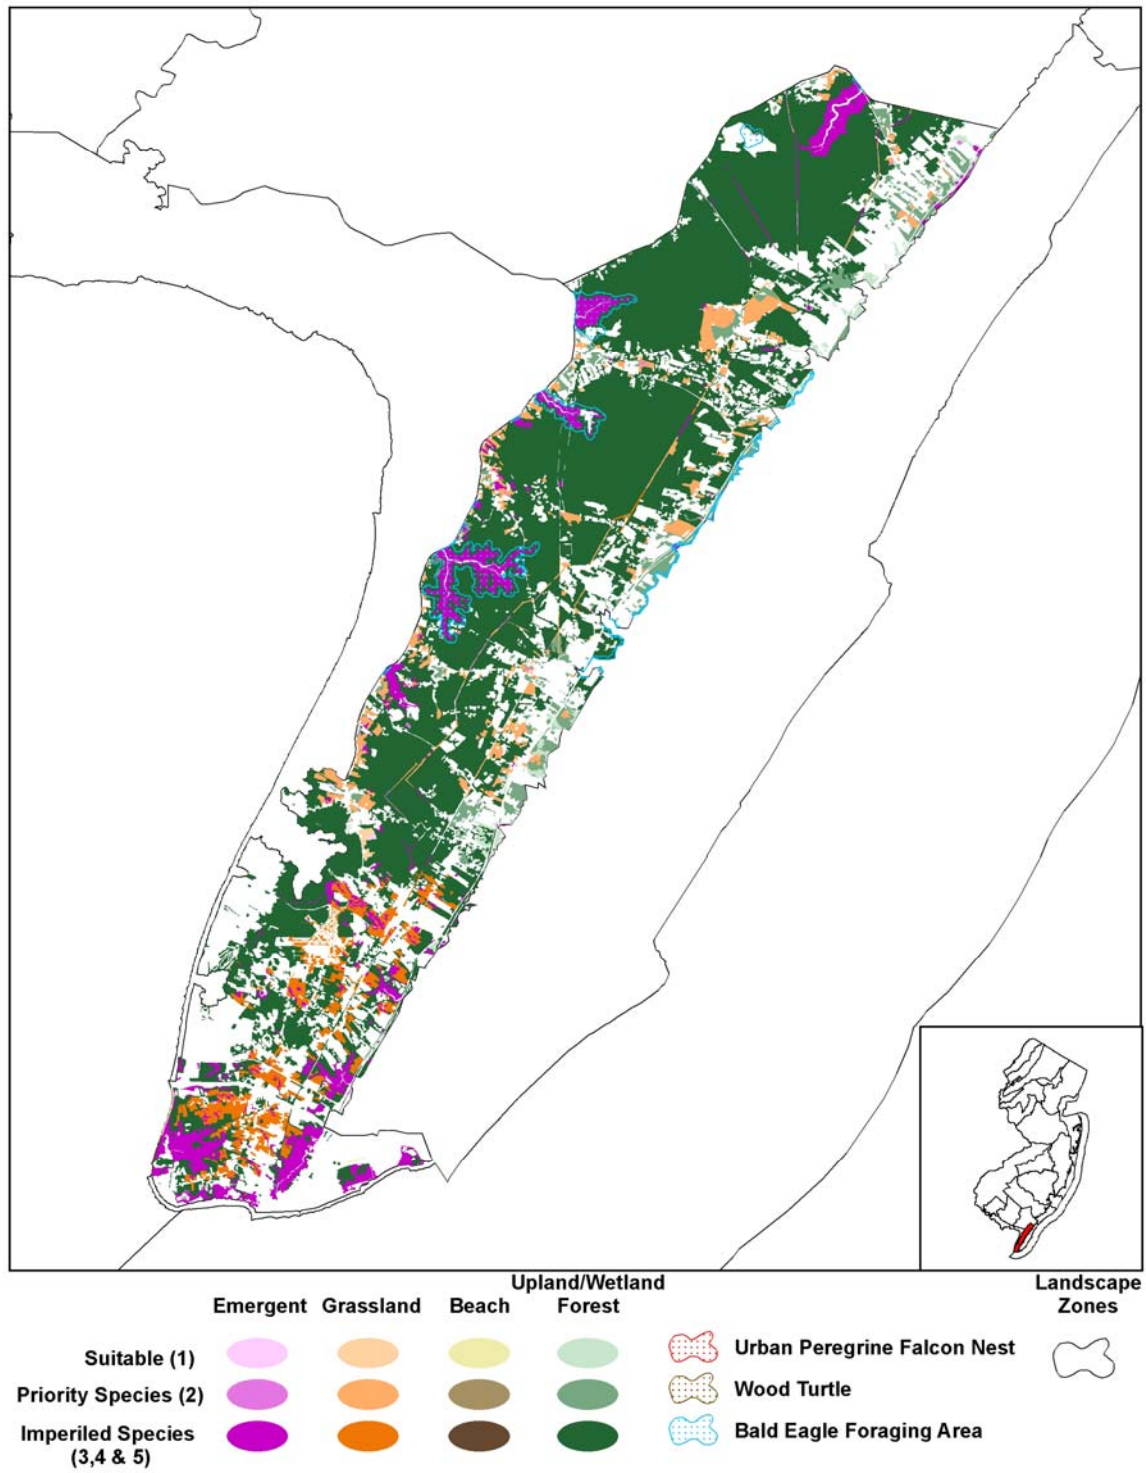 Upland/Wetland
Landscape
Emergent Grassland Beach Forest
Zones
Suitable (1)
Urban Peregrine Falcon Nest
Priority Species (2)
Wood Turtle
Imperiled Species
(3,4 & 5)
Bald Eagle Foraging Area